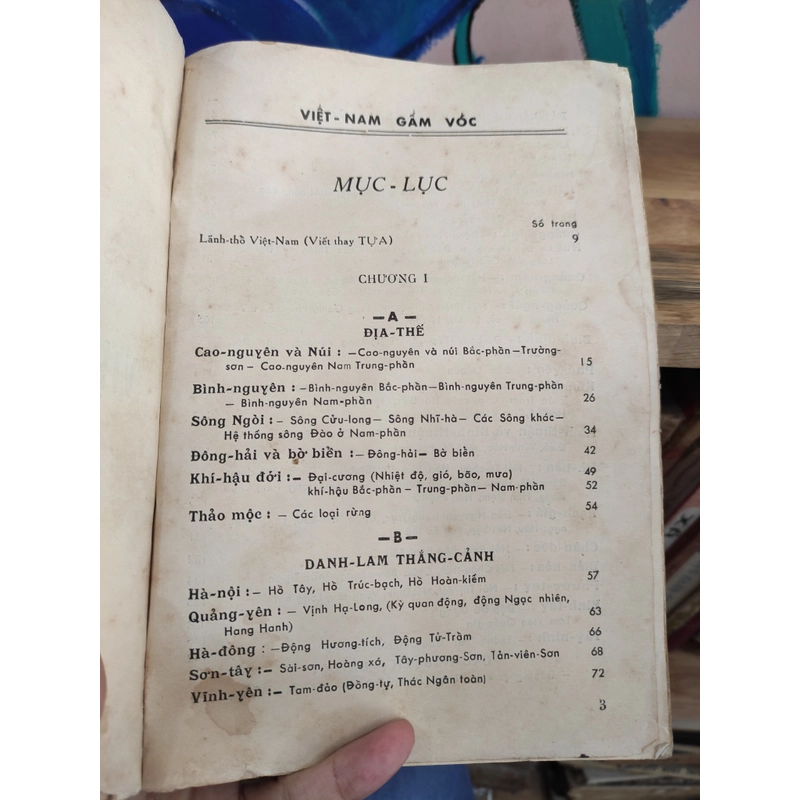 VIỆT-NAM GẤM VÓC
MỤC-LỤC
Số trang
Lãnh-thổ Việt-Nam (Viết thay TỰA) 9
CHƯƠNG I
—A—
ĐỊA-THẾ
Cao-nguyên và Núi : —Cao-nguyên và núi Bắc-phần—Trường-
sơn — Cao-nguyên Nam Trung-phần 15
Bình-nguyên : —Bình-nguyên Bắc-phần—Bình-nguyên Trung-phần
— Bình-nguyên Nam-phần 26
Sông Ngòi : — Sông Cửu-long— Sông Nhĩ-hà— Các Sông khác—
Hệ thống sông Đào ở Nam-phần 34
Đông-hải và bờ biển : —Đông-hải— Bờ biển 42
Khí-hậu đới :— Đại-cương (Nhiệt độ, gió, bão, mưa) 49
khí-hậu Bắc-phần — Trung-phần— Nam-phần 52
Thảo mộc : — Các loại rừng 54
—B—
DANH-LAM THẮNG-CẢNH
Hà-nội : — Hồ Tây, Hồ Trúc-bạch, Hồ Hoàn-kiếm 57
Quảng-yên : — Vịnh Hạ-Long, (Kỳ quan động, động Ngọc nhiên,
Hang Hanh) 63
Hà-đông : —Động Hương-tích, Động Tử-Trầm 66
Sơn-tây :— Sài-sơn, Hoàng xá, Tây-phương-Sơn, Tản-viên-Sơn 68
Vĩnh-yên :— Tam-đảo (Đồng-tự, Thác Ngân toàn) 72
3